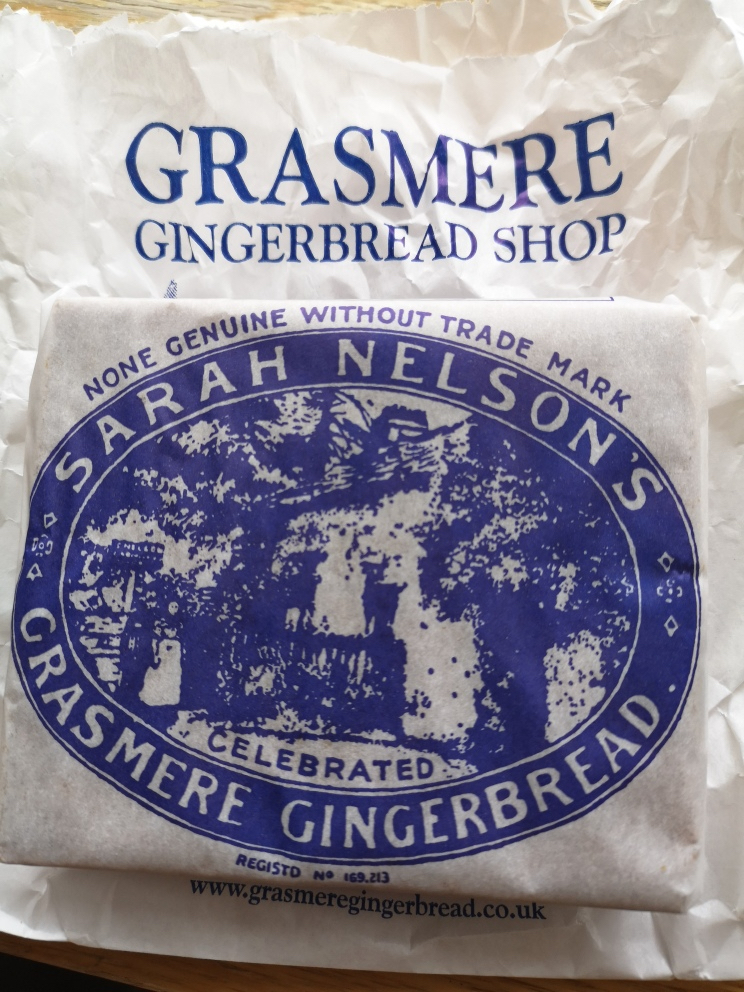 GRASMERE
GINGERBREAD SHOP
NONE GENUINE WITHOUT TRADE MARK
SARAH NELSON'S
CELEBRATED
GRASMERE GINGERBREAD.
REGISTD Nº 169,213
www.grasmeregingerbread.co.uk